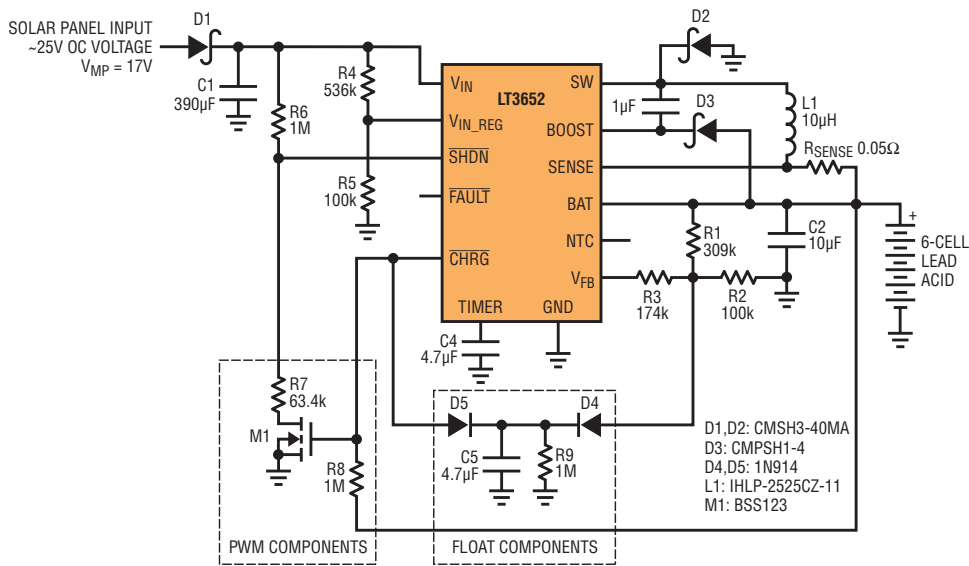 SOLAR PANEL INPUT
~25V OC VOLTAGE
VMP = 17V
D1
C1
390µF
R6
1M
R4
536k
R5
100k
VIN
VIN_REG
SHDN
FAULT
CHRG
TIMER
LT3652
SW
BOOST
SENSE
BAT
NTC
VFB
GND
D2
1µF
D3
L1
10µH
RSENSE 0.05Ω
R1
309k
C2
10µF
+
6-CELL
LEAD
ACID
R3
174k
R2
100k
C4
4.7µF
R7
63.4k
M1
R8
1M
PWM COMPONENTS
D5
D4
C5
4.7µF
R9
1M
FLOAT COMPONENTS
D1,D2: CMSH3-40MA
D3: CMPSH1-4
D4,D5: 1N914
L1: IHLP-2525CZ-11
M1: BSS123